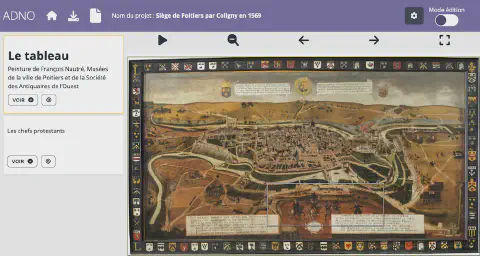 ADNO
Nom du projet : Siège de Poitiers par Coligny en 1569
Mode édition
Le tableau
Peinture de François Nautré, Musées
de la ville de Poitiers et de la Société
des Antiquaires de l'Ouest
VOIR
Les chefs protestants
VOIR